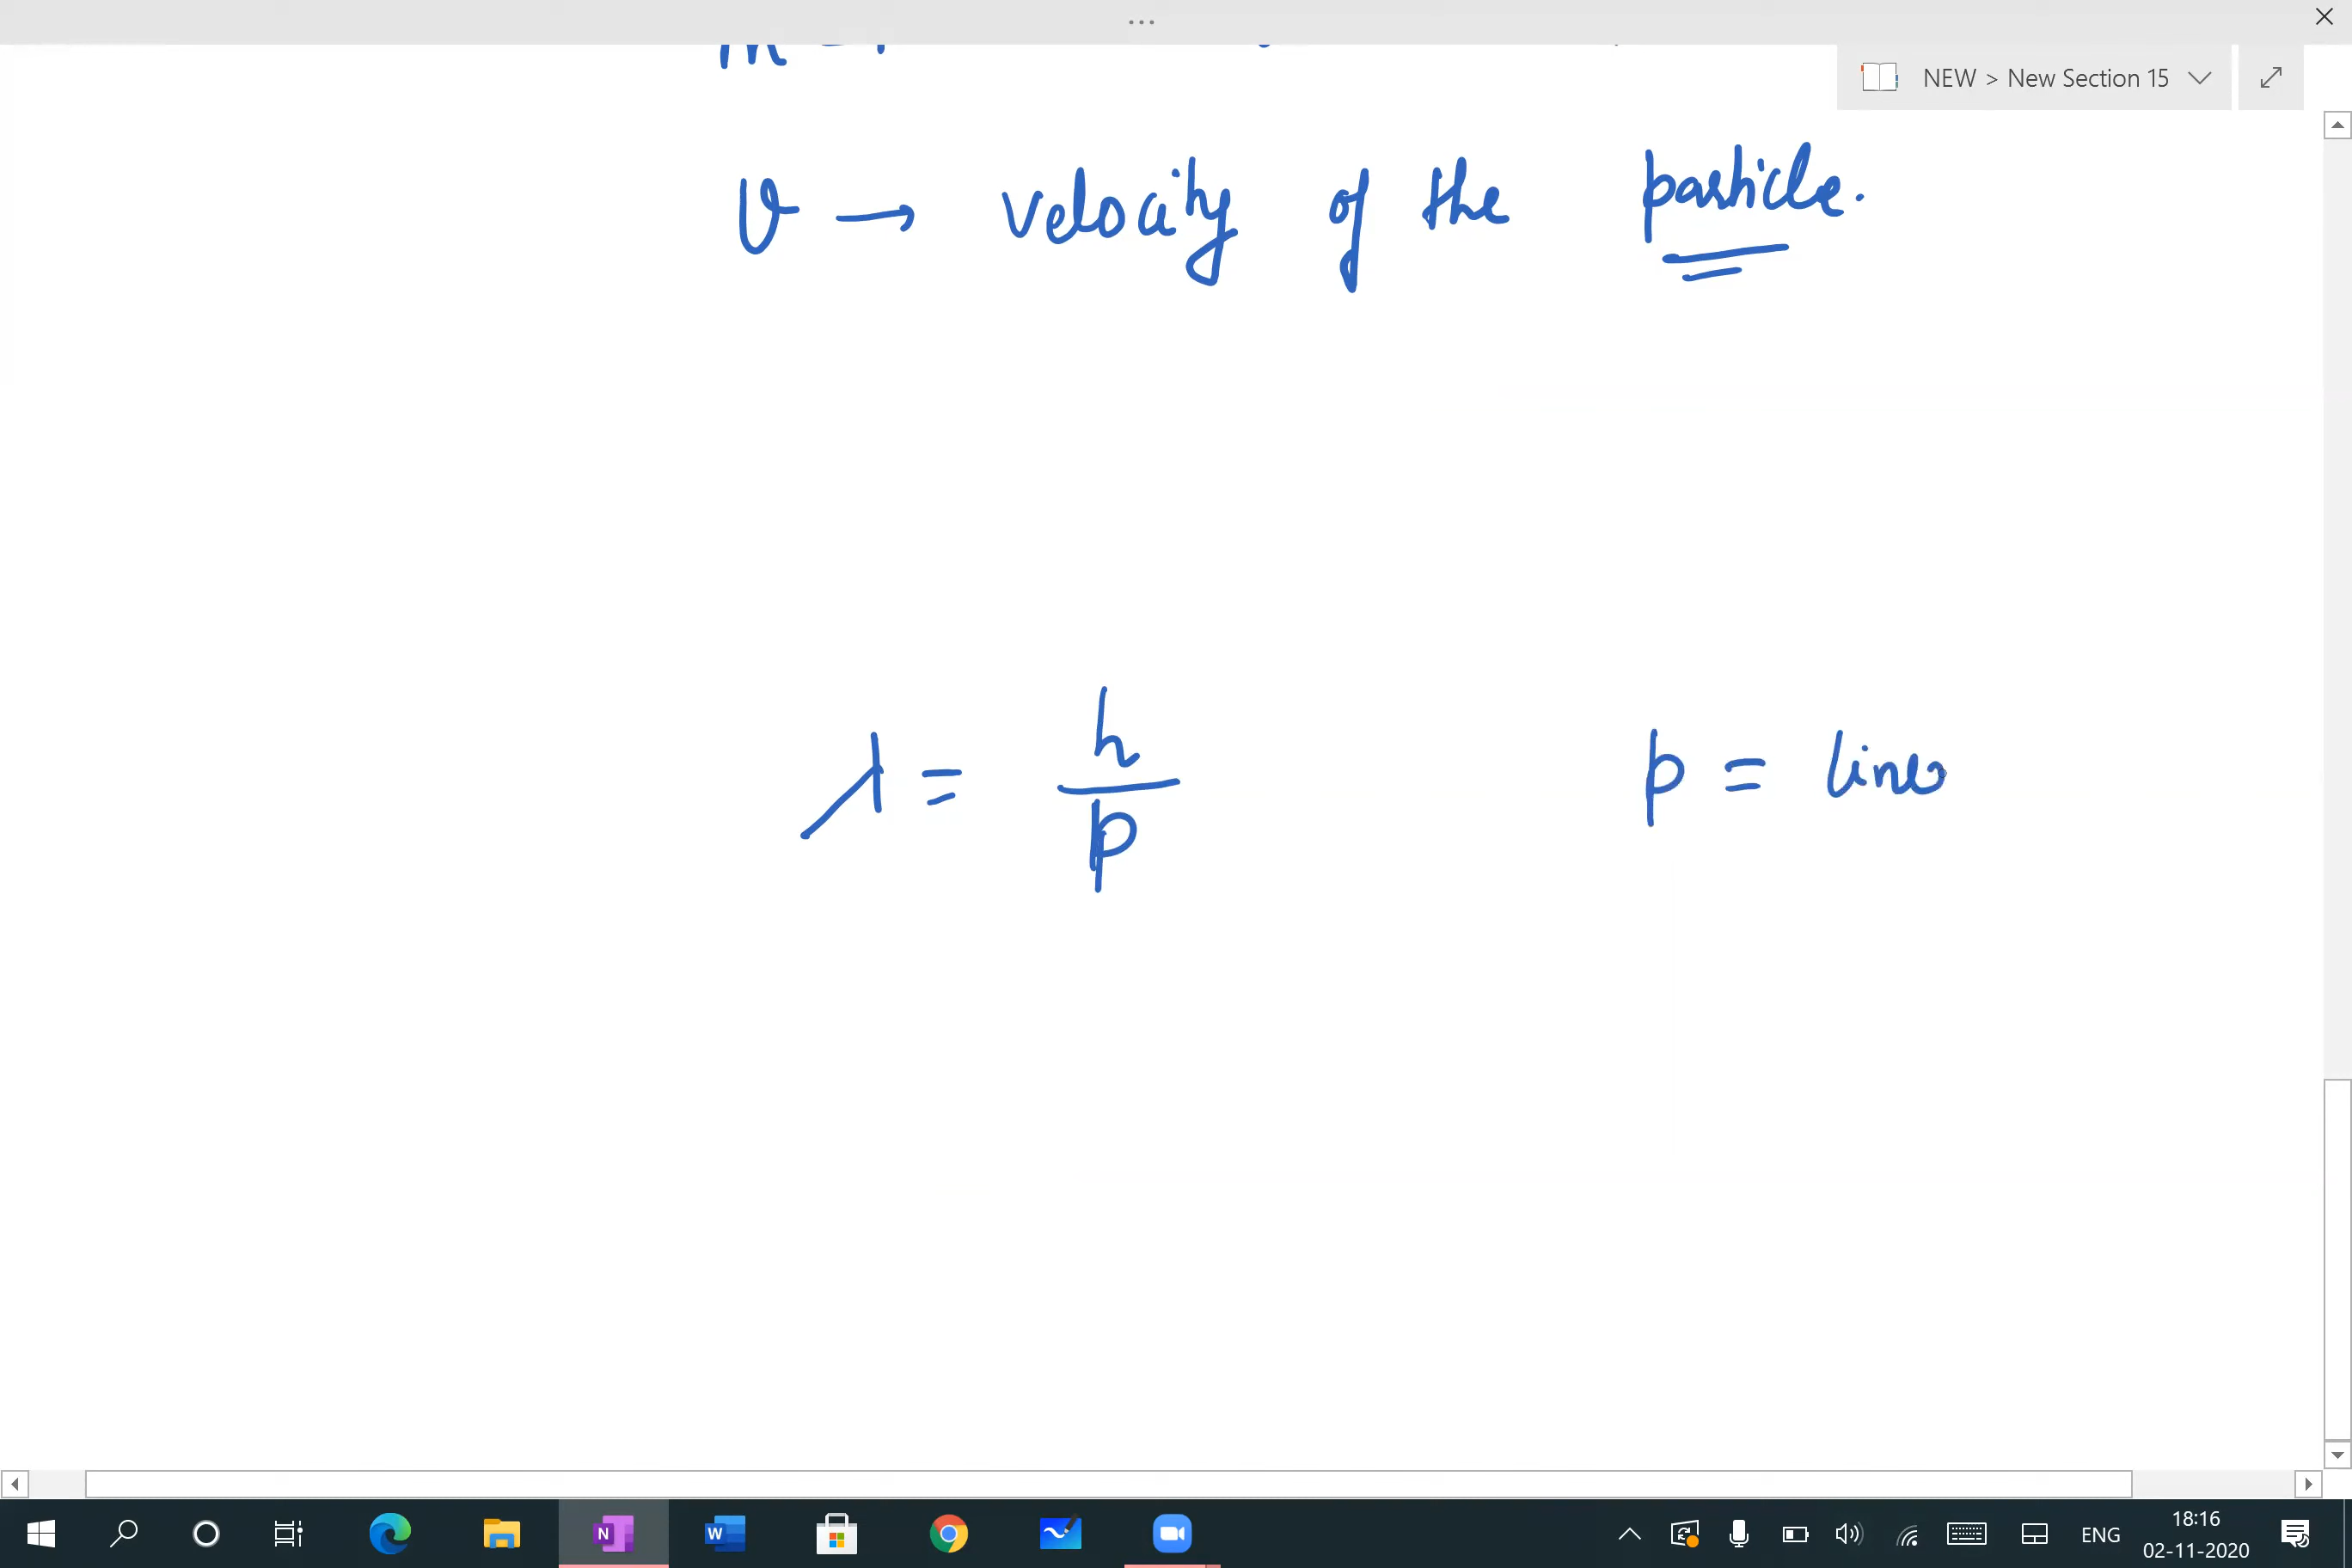 NEW > New Section 15
v → velocity of the particle.
λ = h/p
p = line
ENG
18:16
02-11-2020